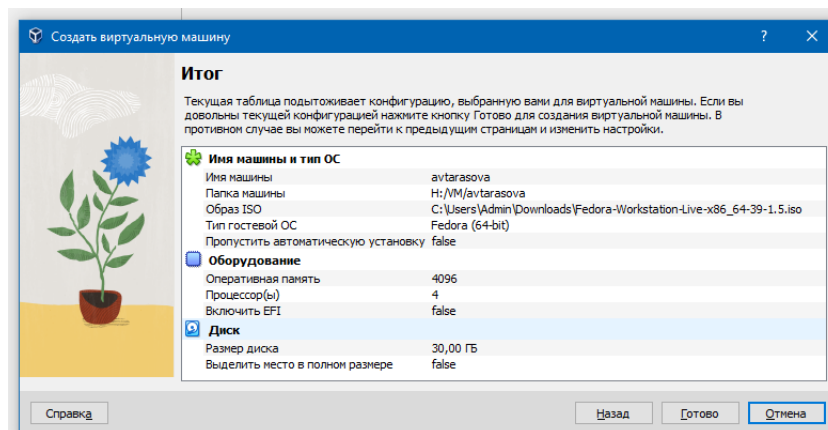 Создать виртуальную машину
Итог
Текущая таблица подытоживает конфигурацию, выбранную вами для виртуальной машины. Если вы
довольны текущей конфигурацией нажмите кнопку Готово для создания виртуальной машины. В
противном случае вы можете перейти к предыдущим страницам и изменить настройки.
Имя машины и тип ОС
Имя машины avtarasova
Папка машины H:/VM/avtarasova
Образ ISO C:\Users\Admin\Downloads\Fedora-Workstation-Live-x86_64-39-1.5.iso
Тип гостевой ОС Fedora (64-bit)
Пропустить автоматическую установку false
Оборудование
Оперативная память 4096
Процессор(ы) 4
Включить EFI false
Диск
Размер диска 30,00 ГБ
Выделить место в полном размере false
Справка Назад Готово Отмена